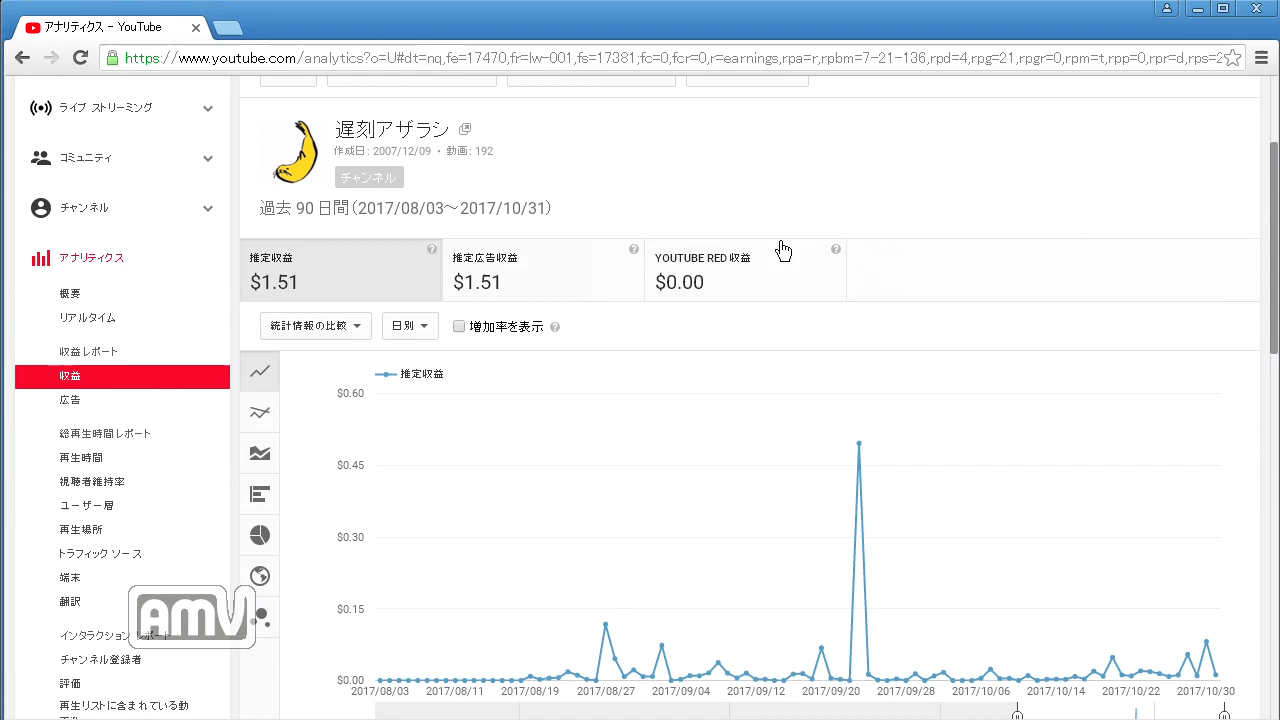 アナリティクス - YouTube
https://www.youtube.com/analytics?o=U#dt=nq,fe=17470,fr=lw-001,fs=17381,fc=0,fcr=0,r=earnings,rpa=r,rpbm=7-21-136,rpd=4,rpg=21,rpgr=0,rpm=t,rpp=0,rpr=d,rps=2
ライブ ストリーミング
コミュニティ
チャンネル
アナリティクス
概要
リアルタイム
収益レポート
収益
広告
総再生時間レポート
再生時間
視聴者維持率
ユーザー層
再生場所
トラフィック ソース
端末
翻訳
インタラクション レポート
チャンネル登録者
評価
再生リストに含まれている動
遅刻アザラシ
作成日: 2007/12/09 • 動画: 192
チャンネル
過去 90 日間(2017/08/03～2017/10/31)
推定収益
$1.51
推定広告収益
$1.51
YOUTUBE RED 収益
$0.00
統計情報の比較
日別
増加率を表示
推定収益
$0.60
$0.45
$0.30
$0.15
$0.00
2017/08/03 2017/08/11 2017/08/19 2017/08/27 2017/09/04 2017/09/12 2017/09/20 2017/09/28 2017/10/06 2017/10/14 2017/10/22 2017/10/30
AMV